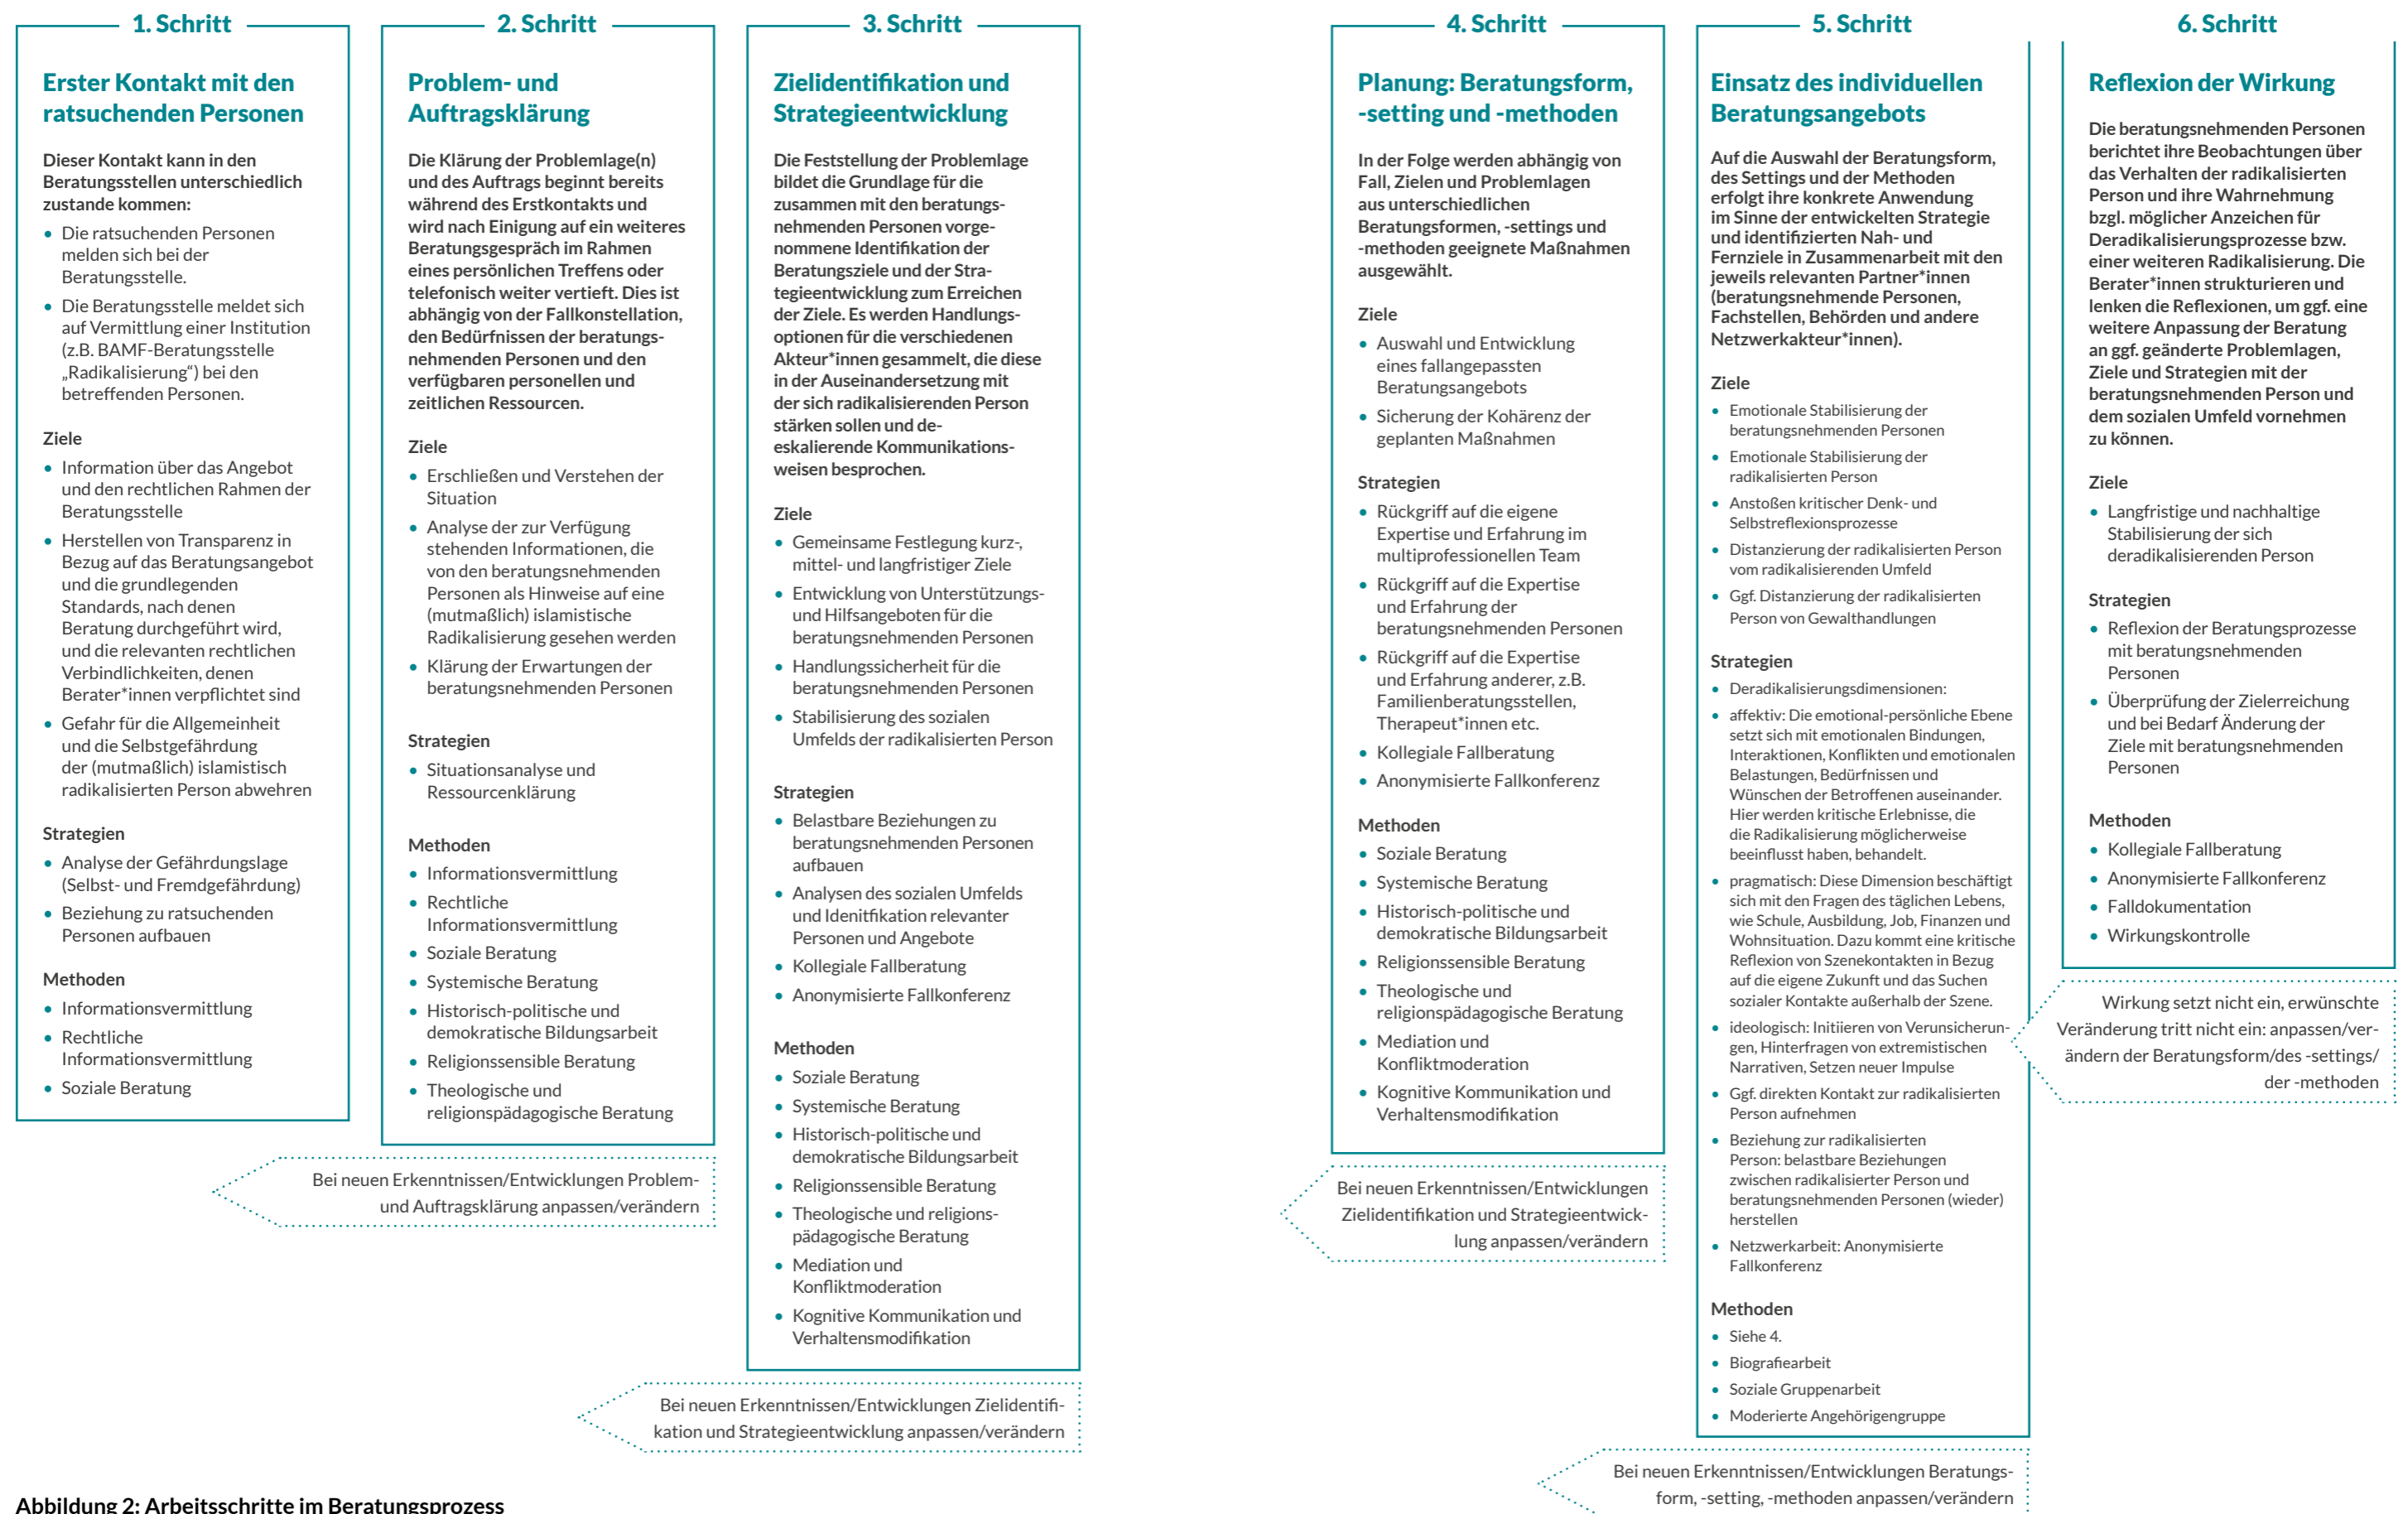 1. Schritt
Erster Kontakt mit den
ratsuchenden Personen
Dieser Kontakt kann in den
Beratungsstellen unterschiedlich
zustande kommen:
• Die ratsuchenden Personen
melden sich bei der
Beratungsstelle.
• Die Beratungsstelle meldet sich
auf Vermittlung einer Institution
(z.B. BAMF-Beratungsstelle
„Radikalisierung“) bei den
betreffenden Personen.
Ziele
• Information über das Angebot
und den rechtlichen Rahmen der
Beratungsstelle
• Herstellen von Transparenz in
Bezug auf das Beratungsangebot
und die grundlegenden
Standards, nach denen
Beratung durchgeführt wird,
und die relevanten rechtlichen
Verbindlichkeiten, denen
Berater*innen verpflichtet sind
• Gefahr für die Allgemeinheit
und die Selbstgefährdung
der (mutmaßlich) islamistisch
radikalisierten Person abwehren
Strategien
• Analyse der Gefährdungslage
(Selbst- und Fremdgefährdung)
• Beziehung zu ratsuchenden
Personen aufbauen
Methoden
• Informationsvermittlung
• Rechtliche
Informationsvermittlung
• Soziale Beratung
2. Schritt
Problem- und
Auftragsklärung
Die Klärung der Problemlage(n)
und des Auftrags beginnt bereits
während des Erstkontakts und
wird nach Einigung auf ein weiteres
Beratungsgespräch im Rahmen
eines persönlichen Treffens oder
telefonisch weiter vertieft. Dies ist
abhängig von der Fallkonstellation,
den Bedürfnissen der beratungs-
nehmenden Personen und den
verfügbaren personellen und
zeitlichen Ressourcen.
Ziele
• Erschließen und Verstehen der
Situation
• Analyse der zur Verfügung
stehenden Informationen, die
von den beratungsnehmenden
Personen als Hinweise auf eine
(mutmaßlich) islamistische
Radikalisierung gesehen werden
• Klärung der Erwartungen der
beratungsnehmenden Personen
Strategien
• Situationsanalyse und
Ressourcenklärung
Methoden
• Informationsvermittlung
• Rechtliche
Informationsvermittlung
• Soziale Beratung
• Systemische Beratung
• Historisch-politische und
demokratische Bildungsarbeit
• Religionssensible Beratung
• Theologische und
religionspädagogische Beratung
Bei neuen Erkenntnissen/Entwicklungen Problem-
und Auftragsklärung anpassen/verändern
3. Schritt
Zielidentifikation und
Strategieentwicklung
Die Feststellung der Problemlage
bildet die Grundlage für die
zusammen mit den beratungs-
nehmenden Personen vorge-
nommene Identifikation der
Beratungsziele und der Stra-
tegieentwicklung zum Erreichen
der Ziele. Es werden Handlungs-
optionen für die verschiedenen
Akteur*innen gesammelt, die diese
in der Auseinandersetzung mit
der sich radikalisierenden Person
stärken sollen und de-
eskalierende Kommunikations-
weisen besprochen.
Ziele
• Gemeinsame Festlegung kurz-,
mittel- und langfristiger Ziele
• Entwicklung von Unterstützungs-
und Hilfsangeboten für die
beratungsnehmenden Personen
• Handlungssicherheit für die
beratungsnehmenden Personen
• Stabilisierung des sozialen
Umfelds der radikalisierten Person
Strategien
• Belastbare Beziehungen zu
beratungsnehmenden Personen
aufbauen
• Analysen des sozialen Umfelds
und Idenitfikation relevanter
Personen und Angebote
• Kollegiale Fallberatung
• Anonymisierte Fallkonferenz
Methoden
• Soziale Beratung
• Systemische Beratung
• Historisch-politische und
demokratische Bildungsarbeit
• Religionssensible Beratung
• Theologische und religions-
pädagogische Beratung
• Mediation und
Konfliktmoderation
• Kognitive Kommunikation und
Verhaltensmodifikation
Bei neuen Erkenntnissen/Entwicklungen Zielidentifi-
kation und Strategieentwicklung anpassen/verändern
4. Schritt
Planung: Beratungsform,
-setting und -methoden
In der Folge werden abhängig von
Fall, Zielen und Problemlagen
aus unterschiedlichen
Beratungsformen, -settings und
-methoden geeignete Maßnahmen
ausgewählt.
Ziele
• Auswahl und Entwicklung
eines fallangepassten
Beratungsangebots
• Sicherung der Kohärenz der
geplanten Maßnahmen
Strategien
• Rückgriff auf die eigene
Expertise und Erfahrung im
multiprofessionellen Team
• Rückgriff auf die Expertise
und Erfahrung der
beratungsnehmenden Personen
• Rückgriff auf die Expertise
und Erfahrung anderer, z.B.
Familienberatungsstellen,
Therapeut*innen etc.
• Kollegiale Fallberatung
• Anonymisierte Fallkonferenz
Methoden
• Soziale Beratung
• Systemische Beratung
• Historisch-politische und
demokratische Bildungsarbeit
• Religionssensible Beratung
• Theologische und
religionspädagogische Beratung
• Mediation und
Konfliktmoderation
• Kognitive Kommunikation und
Verhaltensmodifikation
Bei neuen Erkenntnissen/Entwicklungen
Zielidentifikation und Strategieentwick-
lung anpassen/verändern
5. Schritt
Einsatz des individuellen
Beratungsangebots
Auf die Auswahl der Beratungsform,
des Settings und der Methoden
erfolgt ihre konkrete Anwendung
im Sinne der entwickelten Strategie
und identifizierten Nah- und
Fernziele in Zusammenarbeit mit den
jeweils relevanten Partner*innen
(beratungsnehmende Personen,
Fachstellen, Behörden und andere
Netzwerkakteur*innen).
Ziele
• Emotionale Stabilisierung der
beratungsnehmenden Personen
• Emotionale Stabilisierung der
radikalisierten Person
• Anstoßen kritischer Denk- und
Selbstreflexionsprozesse
• Distanzierung der radikalisierten Person
vom radikalisierenden Umfeld
• Ggf. Distanzierung der radikalisierten
Person von Gewalthandlungen
Strategien
• Deradikalisierungsdimensionen:
• affektiv: Die emotional-persönliche Ebene
setzt sich mit emotionalen Bindungen,
Interaktionen, Konflikten und emotionalen
Belastungen, Bedürfnissen und
Wünschen der Betroffenen auseinander.
Hier werden kritische Erlebnisse, die
die Radikalisierung möglicherweise
beeinflusst haben, behandelt.
• pragmatisch: Diese Dimension beschäftigt
sich mit den Fragen des täglichen Lebens,
wie Schule, Ausbildung, Job, Finanzen und
Wohnsituation. Dazu kommt eine kritische
Reflexion von Szenekontakten in Bezug
auf die eigene Zukunft und das Suchen
sozialer Kontakte außerhalb der Szene.
• ideologisch: Initiieren von Verunsicherun-
gen, Hinterfragen von extremistischen
Narrativen, Setzen neuer Impulse
• Ggf. direkten Kontakt zur radikalisierten
Person aufnehmen
• Beziehung zur radikalisierten
Person: belastbare Beziehungen
zwischen radikalisierter Person und
beratungsnehmenden Personen (wieder)
herstellen
• Netzwerkarbeit: Anonymisierte
Fallkonferenz
Methoden
• Siehe 4.
• Biografiearbeit
• Soziale Gruppenarbeit
• Moderierte Angehörigengruppe
Bei neuen Erkenntnissen/Entwicklungen Beratungs-
form, -setting, -methoden anpassen/verändern
6. Schritt
Reflexion der Wirkung
Die beratungsnehmenden Personen
berichtet ihre Beobachtungen über
das Verhalten der radikalisierten
Person und ihre Wahrnehmung
bzgl. möglicher Anzeichen für
Deradikalisierungsprozesse bzw.
einer weiteren Radikalisierung. Die
Berater*innen strukturieren und
lenken die Reflexionen, um ggf. eine
weitere Anpassung der Beratung
an ggf. geänderte Problemlagen,
Ziele und Strategien mit der
beratungsnehmenden Person und
dem sozialen Umfeld vornehmen
zu können.
Ziele
• Langfristige und nachhaltige
Stabilisierung der sich
deradikalisierenden Person
Strategien
• Reflexion der Beratungsprozesse
mit beratungsnehmenden
Personen
• Überprüfung der Zielerreichung
und bei Bedarf Änderung der
Ziele mit beratungsnehmenden
Personen
Methoden
• Kollegiale Fallberatung
• Anonymisierte Fallkonferenz
• Falldokumentation
• Wirkungskontrolle
Wirkung setzt nicht ein, erwünschte
Veränderung tritt nicht ein: anpassen/ver-
ändern der Beratungsform/des -settings/
der -methoden
Abbildung 2: Arbeitsschritte im Beratungsprozess